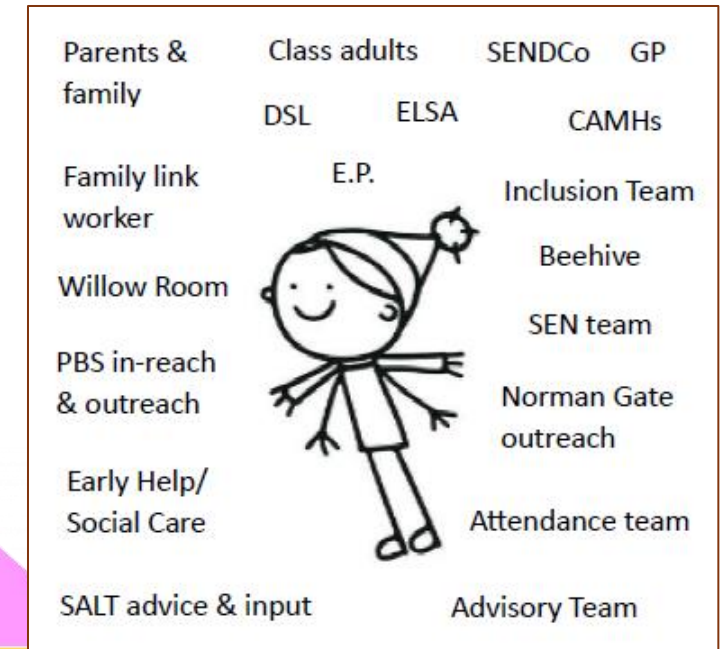 Parents &
family
Class adults
SENDCo
GP
DSL
ELSA
CAMHs
Family link
worker
E.P.
Inclusion Team
Willow Room
Beehive
SEN team
PBS in-reach
& outreach
Norman Gate
outreach
Early Help/
Social Care
Attendance team
SALT advice & input
Advisory Team